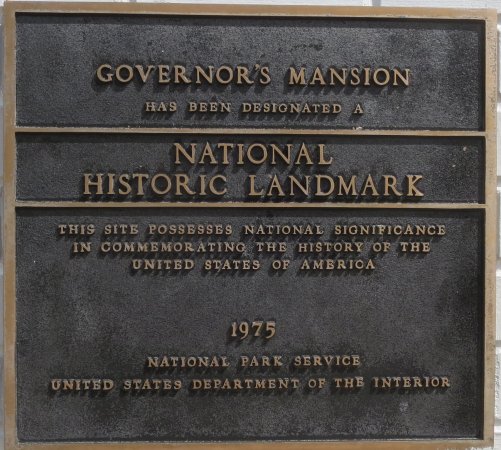 GOVERNOR'S MANSION
HAS BEEN DESIGNATED A
NATIONAL
HISTORIC LANDMARK
THIS SITE POSSESSES NATIONAL SIGNIFICANCE
IN COMMEMORATING THE HISTORY OF THE
UNITED STATES OF AMERICA
1975
NATIONAL PARK SERVICE
UNITED STATES DEPARTMENT OF THE INTERIOR